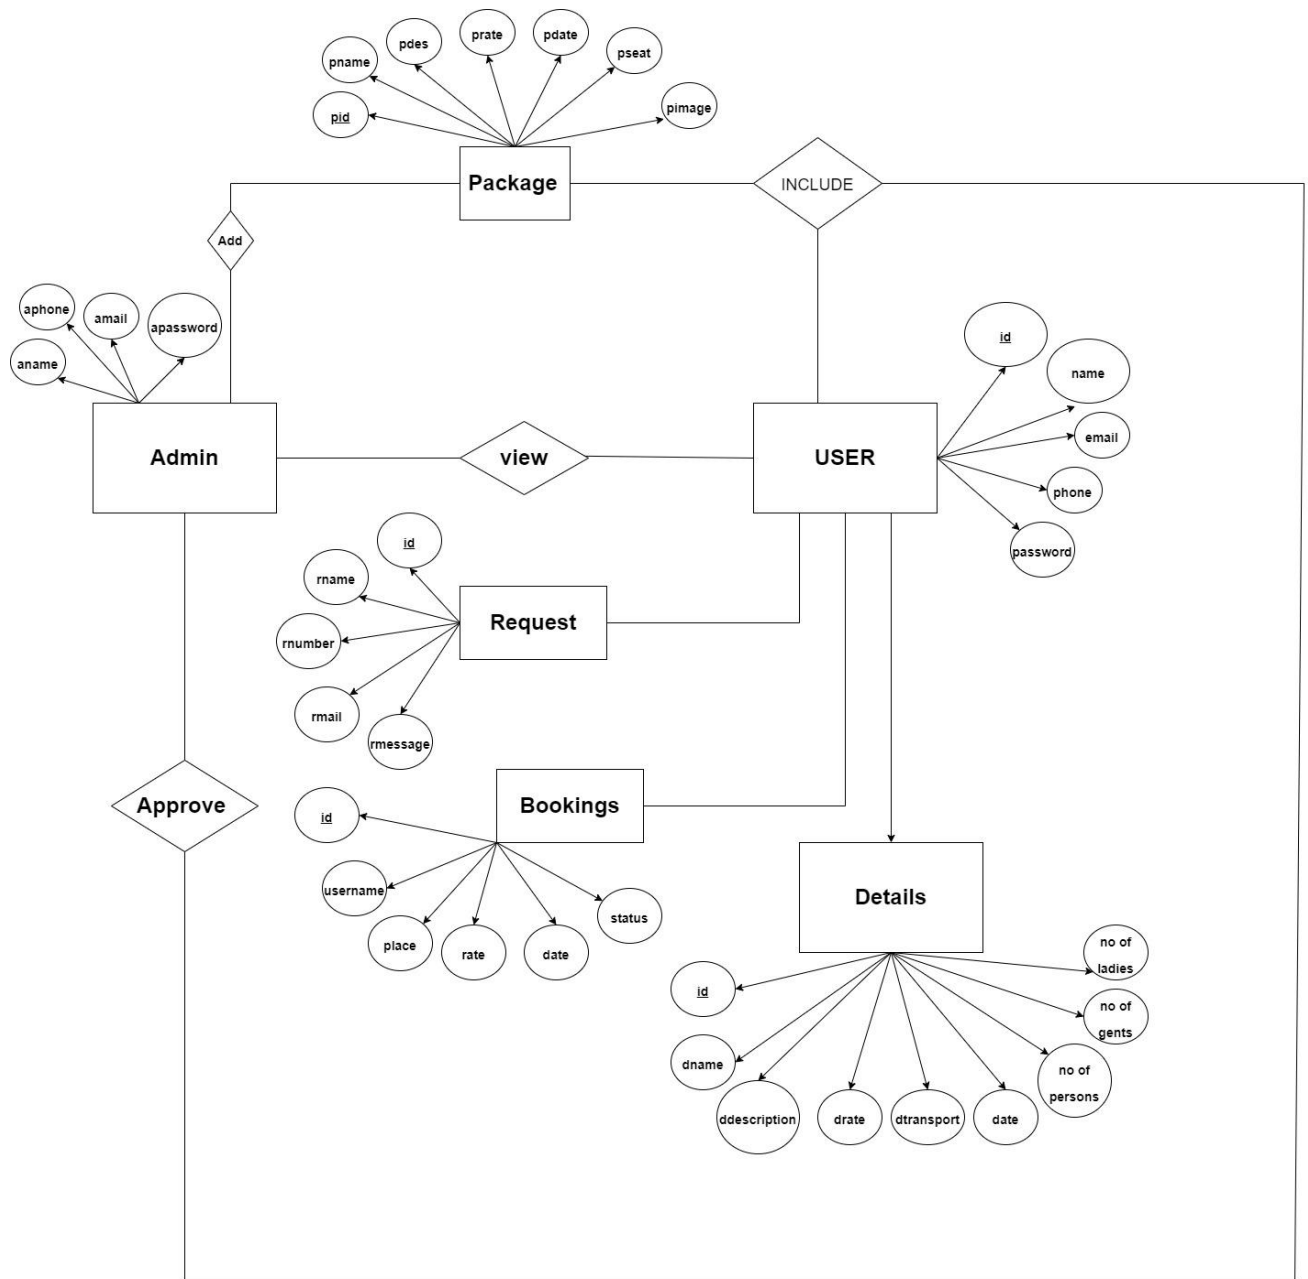 prate
pdate
pdes
pseat
pname
pimage
pid
Package
INCLUDE
Add
aphone
amail
apassword
aname
id
name
email
phone
password
Admin
view
USER
id
rname
rnumber
rmail
rmessage
Request
Approve
Bookings
id
username
place
rate
date
status
Details
id
dname
ddescription
drate
dtransport
date
no of
persons
no of
gents
no of
ladies